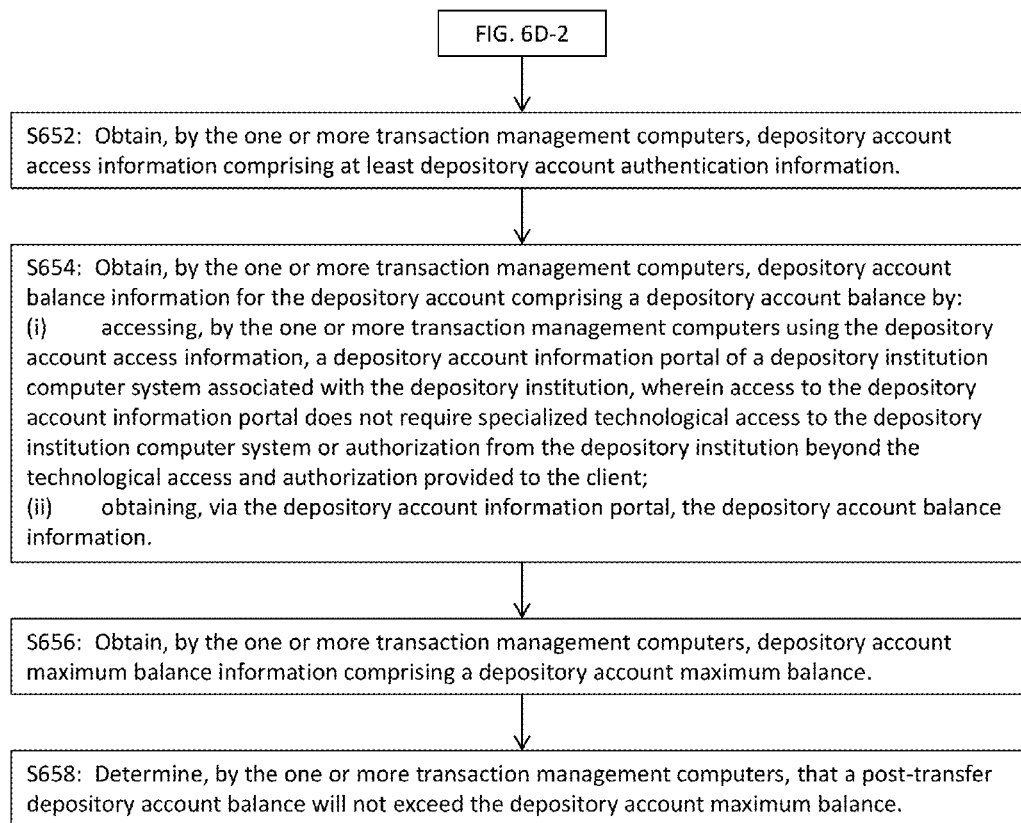 FIG. 6D-2
S652: Obtain, by the one or more transaction management computers, depository account
access information comprising at least depository account authentication information.
S654: Obtain, by the one or more transaction management computers, depository account
balance information for the depository account comprising a depository account balance by:
(i) accessing, by the one or more transaction management computers using the depository
account access information, a depository account information portal of a depository institution
computer system associated with the depository institution, wherein access to the depository
account information portal does not require specialized technological access to the depository
institution computer system or authorization from the depository institution beyond the
technological access and authorization provided to the client;
(ii) obtaining, via the depository account information portal, the depository account balance
information.
S656: Obtain, by the one or more transaction management computers, depository account
maximum balance information comprising a depository account maximum balance.
S658: Determine, by the one or more transaction management computers, that a post-transfer
depository account balance will not exceed the depository account maximum balance.